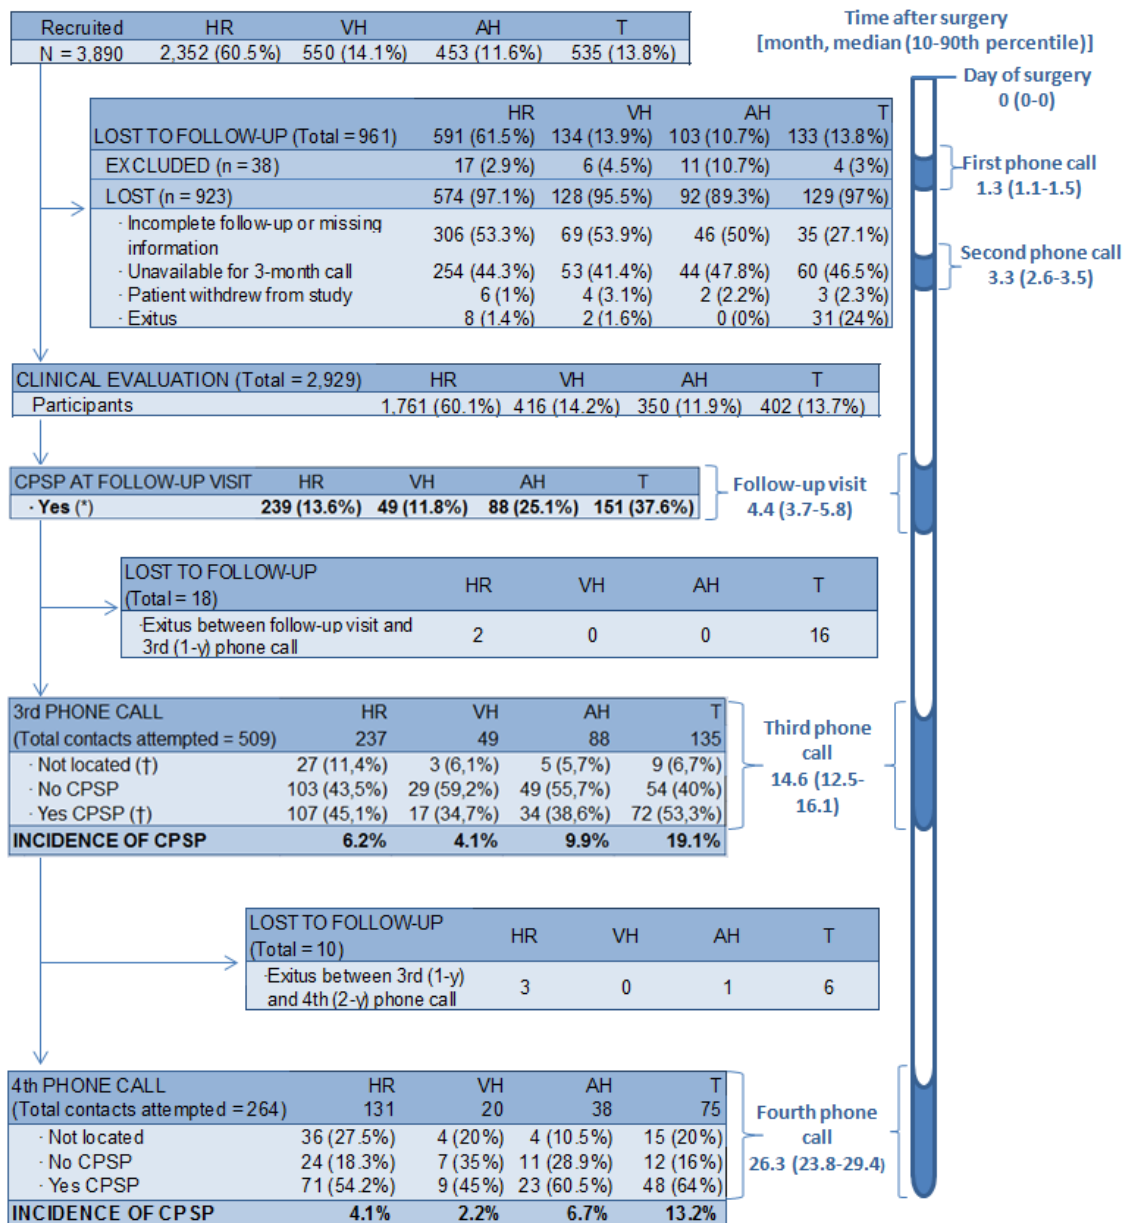 Recruited HR VH AH T
N = 3,890 2,352 (60.5%) 550 (14.1%) 453 (11.6%) 535 (13.8%)
Time after surgery
[month, median (10-90th percentile)]
Day of surgery
0 (0-0)
HR VH AH T
LOST TO FOLLOW-UP (Total = 961) 591 (61.5%) 134 (13.9%) 103 (10.7%) 133 (13.8%)
EXCLUDED (n = 38) 17 (2.9%) 6 (4.5%) 11 (10.7%) 4 (3%)
LOST (n = 923) 574 (97.1%) 128 (95.5%) 92 (89.3%) 129 (97%)
· Incomplete follow-up or missing
information 306 (53.3%) 69 (53.9%) 46 (50%) 35 (27.1%)
· Unavailable for 3-month call 254 (44.3%) 53 (41.4%) 44 (47.8%) 60 (46.5%)
· Patient withdrew from study 6 (1%) 4 (3.1%) 2 (2.2%) 3 (2.3%)
· Exitus 8 (1.4%) 2 (1.6%) 0 (0%) 31 (24%)
First phone call
1.3 (1.1-1.5)
Second phone call
3.3 (2.6-3.5)
CLINICAL EVALUATION (Total = 2,929) HR VH AH T
Participants 1,761 (60.1%) 416 (14.2%) 350 (11.9%) 402 (13.7%)
CPSP AT FOLLOW-UP VISIT HR VH AH T
· Yes (*) 239 (13.6%) 49 (11.8%) 88 (25.1%) 151 (37.6%)
Follow-up visit
4.4 (3.7-5.8)
LOST TO FOLLOW-UP
(Total = 18) HR VH AH T
·Exitus between follow-up visit and
3rd (1-y) phone call 2 0 0 16
3rd PHONE CALL HR VH AH T
(Total contacts attempted = 509) 237 49 88 135
· Not located (†) 27 (11,4%) 3 (6,1%) 5 (5,7%) 9 (6,7%)
· No CPSP 103 (43,5%) 29 (59,2%) 49 (55,7%) 54 (40%)
· Yes CPSP (†) 107 (45,1%) 17 (34,7%) 34 (38,6%) 72 (53,3%)
INCIDENCE OF CPSP 6.2% 4.1% 9.9% 19.1%
Third phone
call
14.6 (12.5-
16.1)
LOST TO FOLLOW-UP
(Total = 10) HR VH AH T
·Exitus between 3rd (1-y)
and 4th (2-y) phone call 3 0 1 6
4th PHONE CALL HR VH AH T
(Total contacts attempted = 264) 131 20 38 75
· Not located 36 (27.5%) 4 (20%) 4 (10.5%) 15 (20%)
· No CPSP 24 (18.3%) 7 (35%) 11 (28.9%) 12 (16%)
· Yes CPSP 71 (54.2%) 9 (45%) 23 (60.5%) 48 (64%)
INCIDENCE OF CPSP 4.1% 2.2% 6.7% 13.2%
Fourth phone
call
26.3 (23.8-29.4)